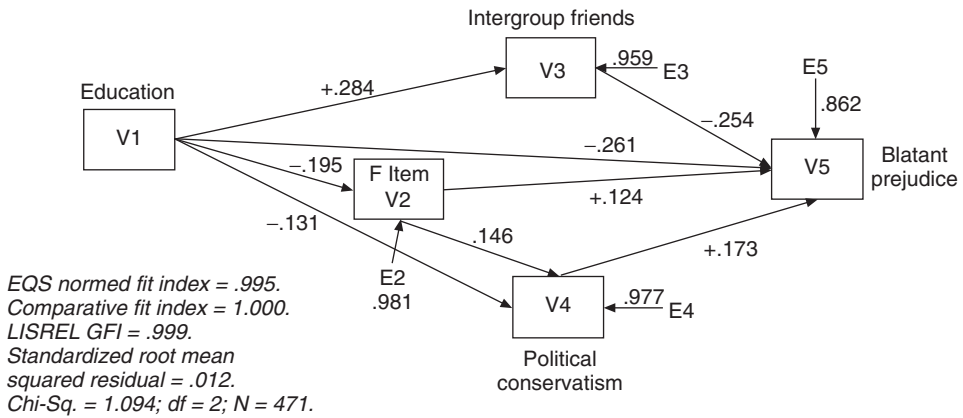 Intergroup friends
V3
.959
E3
E5
.862
Education
V1
+.284
−.254
−.261
V5
Blatant
prejudice
−.195
F Item
V2
+.124
−.131
.146
+.173
E2
.981
V4
.977
E4
Political
conservatism
EQS normed fit index = .995.
Comparative fit index = 1.000.
LISREL GFI = .999.
Standardized root mean
squared residual = .012.
Chi-Sq. = 1.094; df = 2; N = 471.